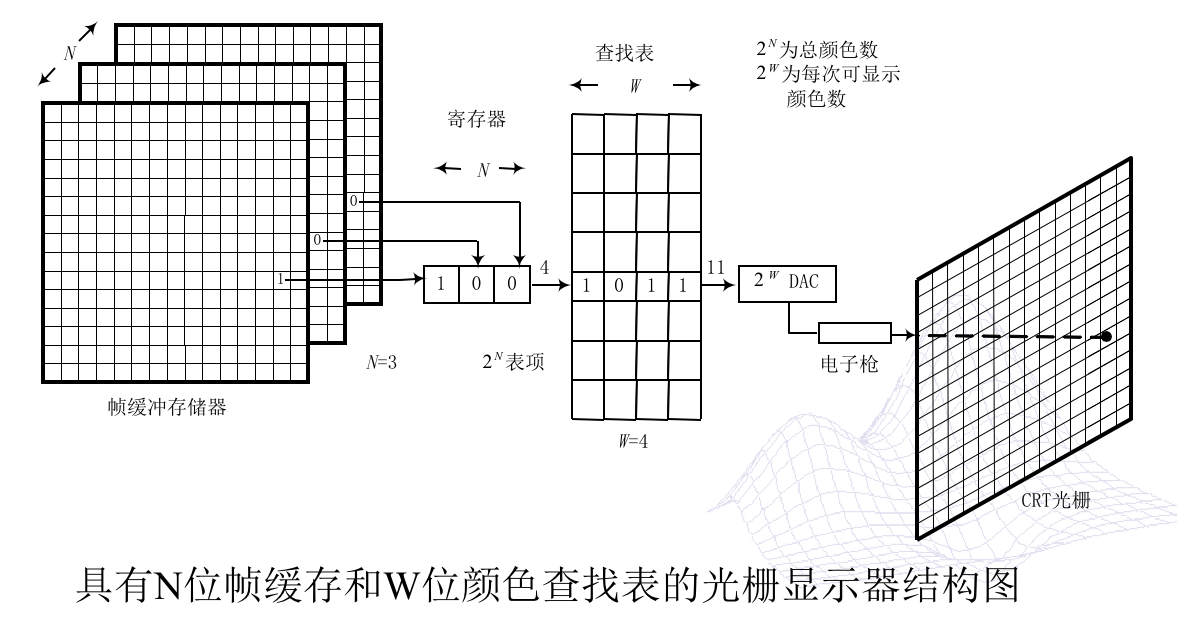 N
查找表
W
2^N为总颜色数
2^W为每次可显示
颜色数
寄存器
N
0
0
1
1 0 0
4
1 0 1 1
11
2^W DAC
N=3
2^N表项
电子枪
帧缓冲存储器
W=4
CRT光栅
具有N位帧缓存和W位颜色查找表的光栅显示器结构图